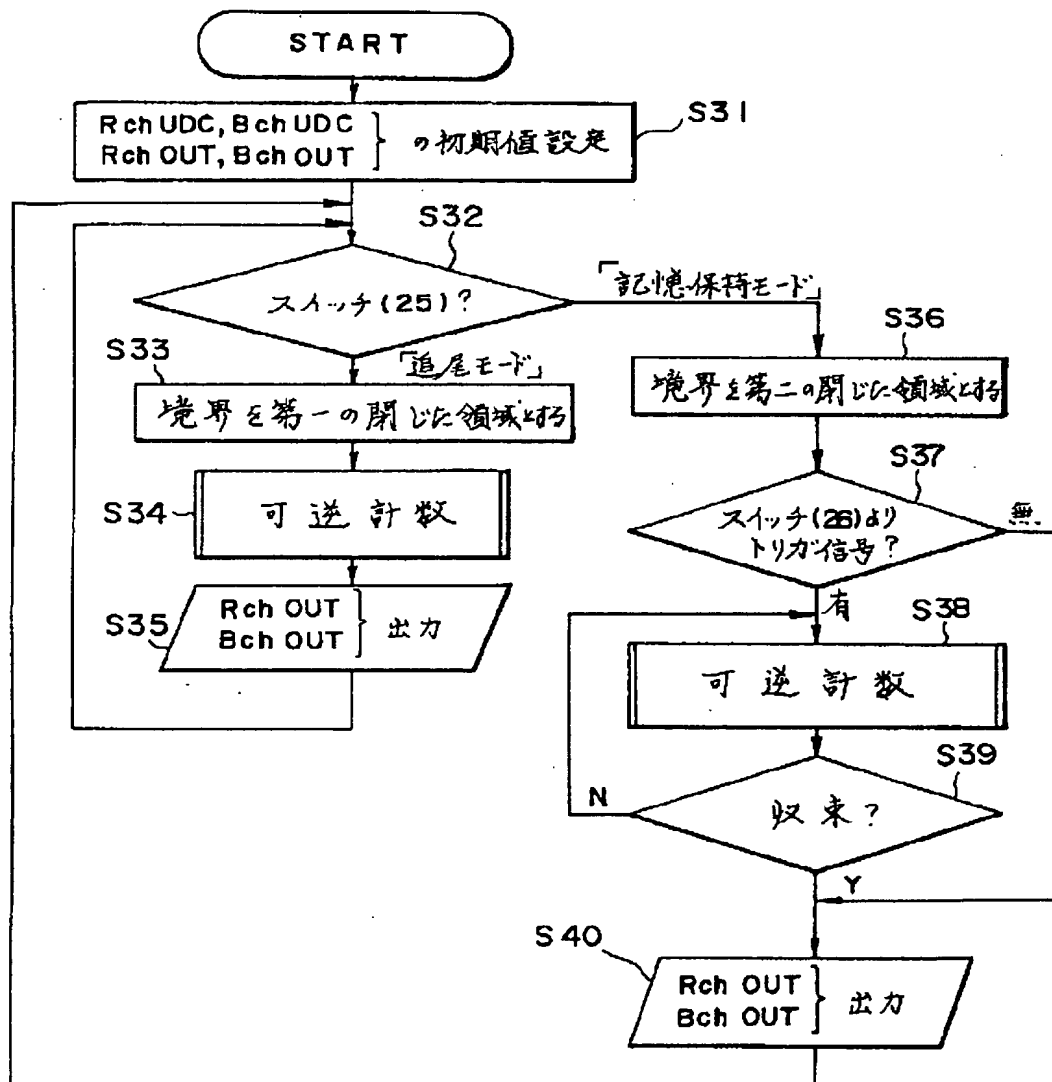 START
Rch UDC, Bch UDC
Rch OUT, Bch OUT
の初期値設定
S31
S32
スイッチ(25)?
「記憶保持モード」
「追尾モード」
S33
境界を第一の閉じた領域とする
S34
可逆計数
S35
Rch OUT
Bch OUT
出力
S36
境界を第二の閉じた領域とする
S37
スイッチ(26)より
トリガ信号?
無
有
S38
可逆計数
S39
収束?
N
Y
S40
Rch OUT
Bch OUT
出力